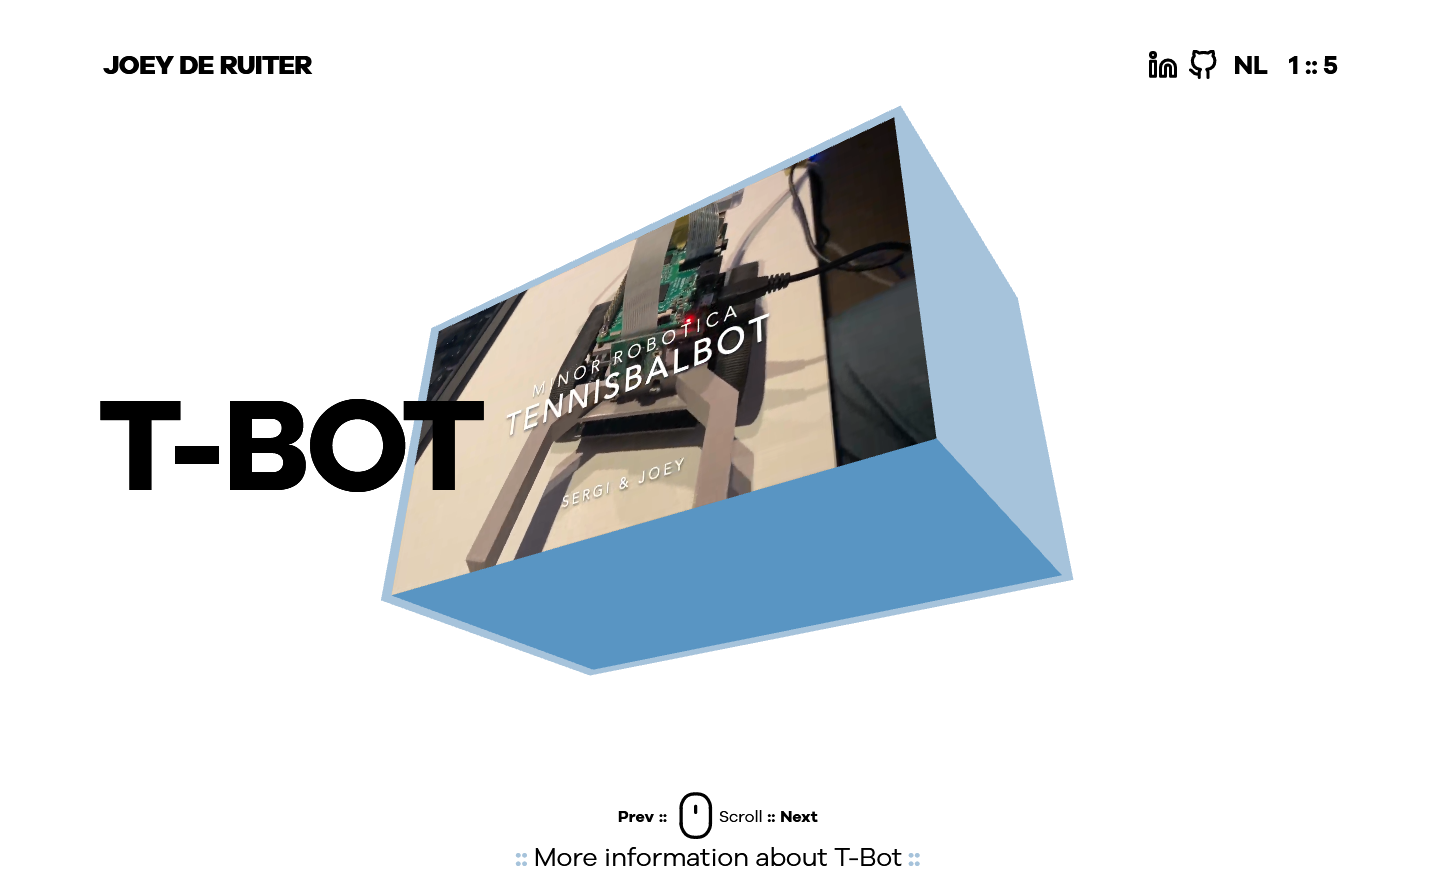 JOEY DE RUITER
in NL 1 :: 5
MINOR ROBOTICA
TENNISBALBOT
T-BOT
SERGI & JOEY
Prev :: Scroll :: Next
:: More information about T-Bot ::